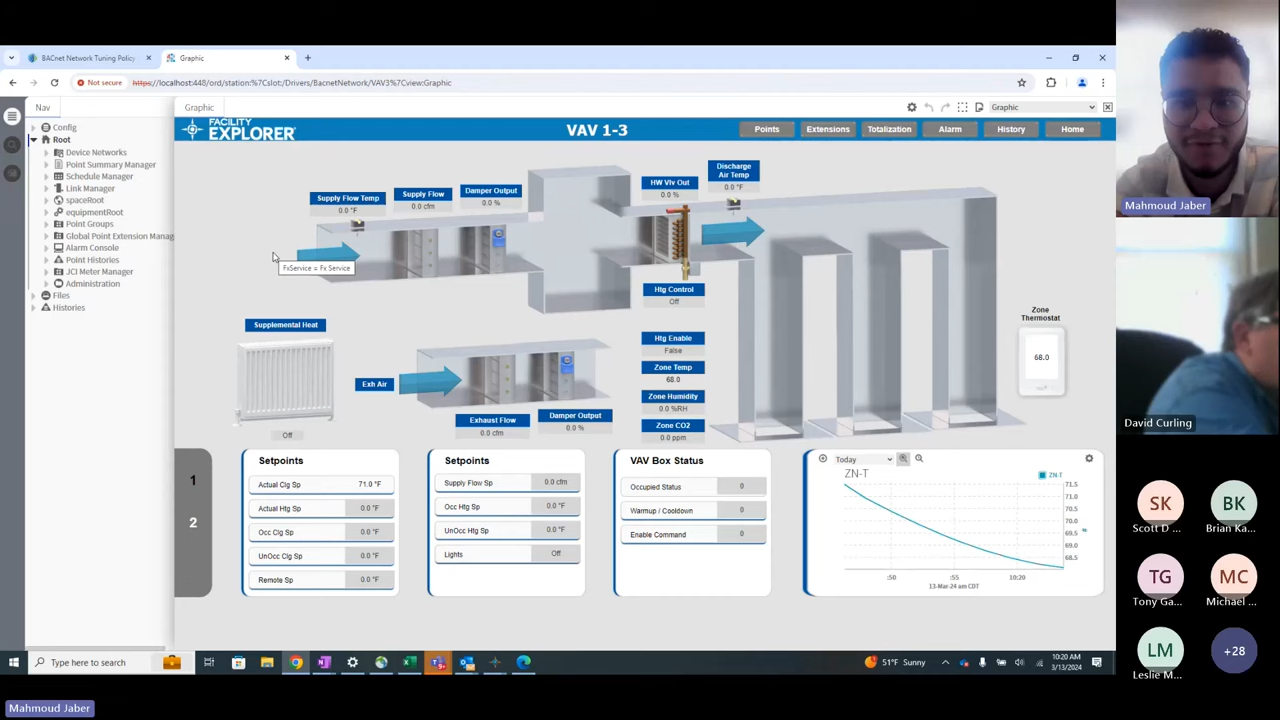 BACnet Network Tuning Policy
Graphic
Not secure
https://localhost:448/ord/station:%7Cslot:/Drivers/BacnetNetwork/VAV3%7Cview:Graphic
Nav
Graphic
Graphic
Config
Root
Device Networks
Point Summary Manager
Schedule Manager
Link Manager
spaceRoot
equipmentRoot
Point Groups
Global Point Extension Manag
Alarm Console
Point Histories
JCI Meter Manager
Administration
Files
Histories
FACILITY
EXPLORER
VAV 1-3
Points
Extensions
Totalization
Alarm
History
Home
Supply Flow Temp
0.0 °F
Supply Flow
0.0 cfm
Damper Output
0.0 %
HW Vlv Out
0.0 %
Discharge
Air Temp
0.0 °F
FxService = Fx Service
Htg Control
Off
Supplemental Heat
Off
Exh Air
Exhaust Flow
0.0 cfm
Damper Output
0.0 %
Htg Enable
False
Zone Temp
68.0
Zone Humidity
0.0 %RH
Zone CO2
0.0 ppm
Zone
Thermostat
68.0
1
2
Setpoints
Actual Clg Sp 71.0 °F
Actual Htg Sp 0.0 °F
Occ Clg Sp 0.0 °F
UnOcc Clg Sp 0.0 °F
Remote Sp 0.0 °F
Setpoints
Supply Flow Sp 0.0 cfm
Occ Htg Sp 0.0 °F
UnOcc Htg Sp 0.0 °F
Lights Off
VAV Box Status
Occupied Status 0
Warmup / Cooldown 0
Enable Command 0
Today
ZN-T
ZN-T
71.5
71.0
70.5
70.0
69.5
69.0
68.5
°F
:50
:55
10:20
13-Mar-24 am CDT
Type here to search
51°F Sunny
10:20 AM
3/13/2024
Mahmoud Jaber
David Curling
SK
Scott D ...
BK
Brian Ka...
TG
Tony Ga...
MC
Michael ...
LM
Leslie M...
+28
Mahmoud Jaber